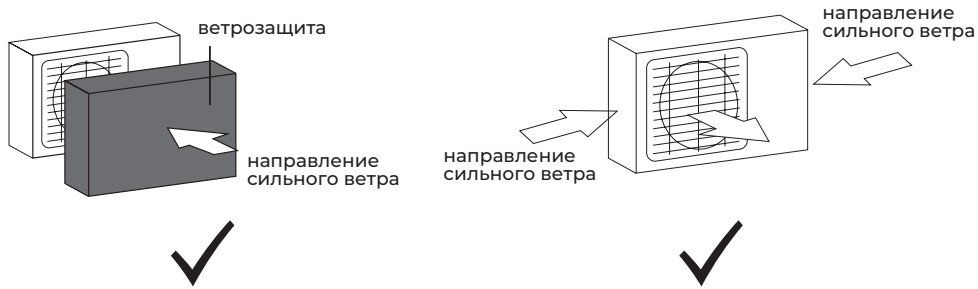 ветрозащита
направление
сильного ветра
направление
сильного ветра
направление
сильного ветра